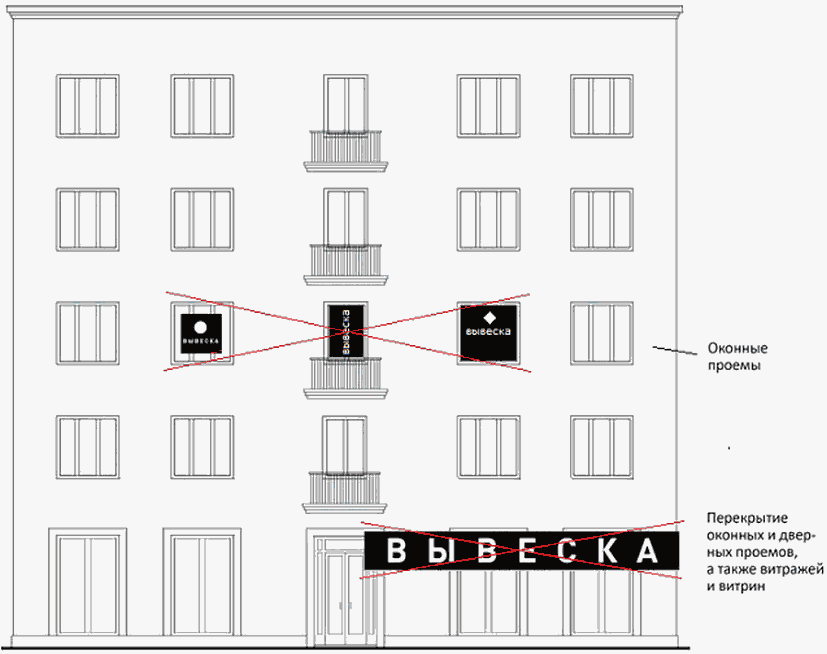 ВЫВЕСКА
вывеска
вывеска
Оконные
проемы
ВЫВЕСКА
Перекрытие
оконных и двер-
ных проемов,
а также витражей
и витрин